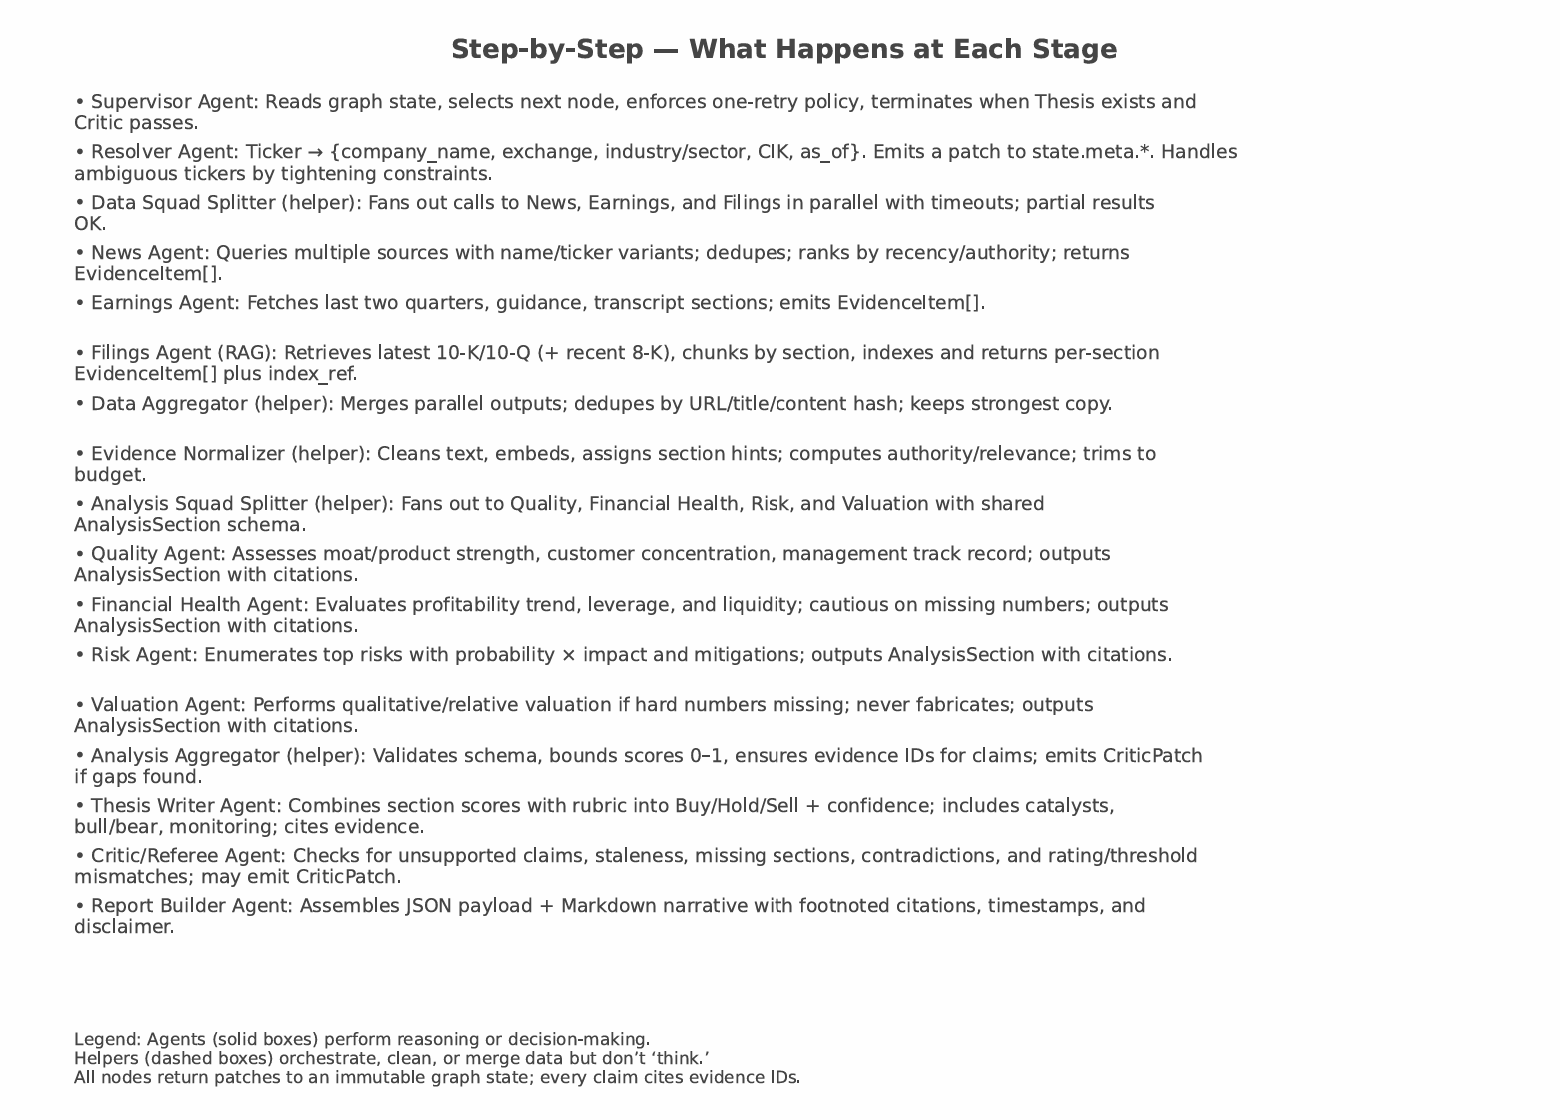 Step-by-Step — What Happens at Each Stage
• Supervisor Agent: Reads graph state, selects next node, enforces one-retry policy, terminates when Thesis exists and
Critic passes.
• Resolver Agent: Ticker → {company_name, exchange, industry/sector, CIK, as_of}. Emits a patch to state.meta.*. Handles
ambiguous tickers by tightening constraints.
• Data Squad Splitter (helper): Fans out calls to News, Earnings, and Filings in parallel with timeouts; partial results
OK.
• News Agent: Queries multiple sources with name/ticker variants; dedupes; ranks by recency/authority; returns
EvidenceItem[].
• Earnings Agent: Fetches last two quarters, guidance, transcript sections; emits EvidenceItem[].
• Filings Agent (RAG): Retrieves latest 10-K/10-Q (+ recent 8-K), chunks by section, indexes and returns per-section
EvidenceItem[] plus index_ref.
• Data Aggregator (helper): Merges parallel outputs; dedupes by URL/title/content hash; keeps strongest copy.
• Evidence Normalizer (helper): Cleans text, embeds, assigns section hints; computes authority/relevance; trims to
budget.
• Analysis Squad Splitter (helper): Fans out to Quality, Financial Health, Risk, and Valuation with shared
AnalysisSection schema.
• Quality Agent: Assesses moat/product strength, customer concentration, management track record; outputs
AnalysisSection with citations.
• Financial Health Agent: Evaluates profitability trend, leverage, and liquidity; cautious on missing numbers; outputs
AnalysisSection with citations.
• Risk Agent: Enumerates top risks with probability × impact and mitigations; outputs AnalysisSection with citations.
• Valuation Agent: Performs qualitative/relative valuation if hard numbers missing; never fabricates; outputs
AnalysisSection with citations.
• Analysis Aggregator (helper): Validates schema, bounds scores 0–1, ensures evidence IDs for claims; emits CriticPatch
if gaps found.
• Thesis Writer Agent: Combines section scores with rubric into Buy/Hold/Sell + confidence; includes catalysts,
bull/bear, monitoring; cites evidence.
• Critic/Referee Agent: Checks for unsupported claims, staleness, missing sections, contradictions, and rating/threshold
mismatches; may emit CriticPatch.
• Report Builder Agent: Assembles JSON payload + Markdown narrative with footnoted citations, timestamps, and
disclaimer.
Legend: Agents (solid boxes) perform reasoning or decision-making.
Helpers (dashed boxes) orchestrate, clean, or merge data but don’t ‘think.’
All nodes return patches to an immutable graph state; every claim cites evidence IDs.